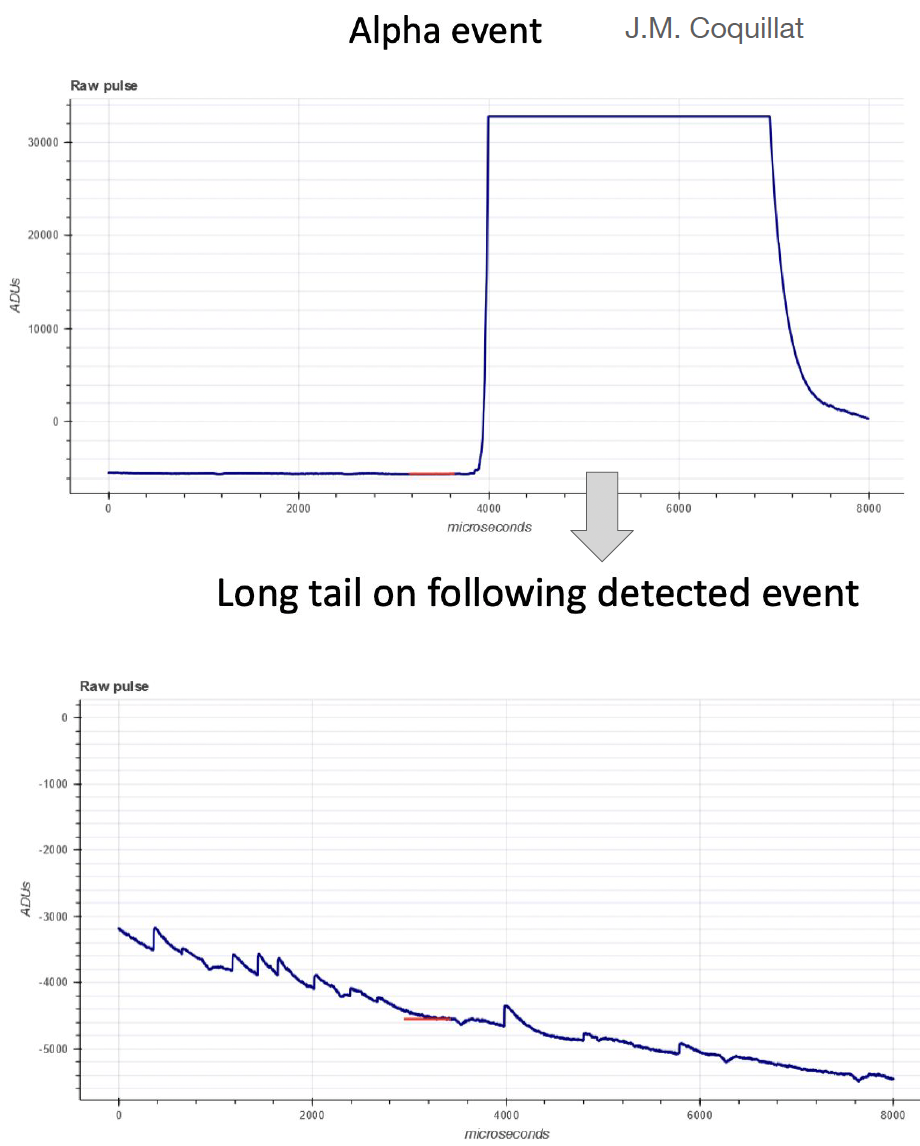 Alpha event
J.M. Coquillat
Raw pulse
30000
20000
10000
0
ADUs
0
2000
4000
6000
8000
microseconds
Long tail on following detected event
Raw pulse
0
-1000
-2000
-3000
-4000
-5000
ADUs
0
2000
4000
6000
8000
microseconds